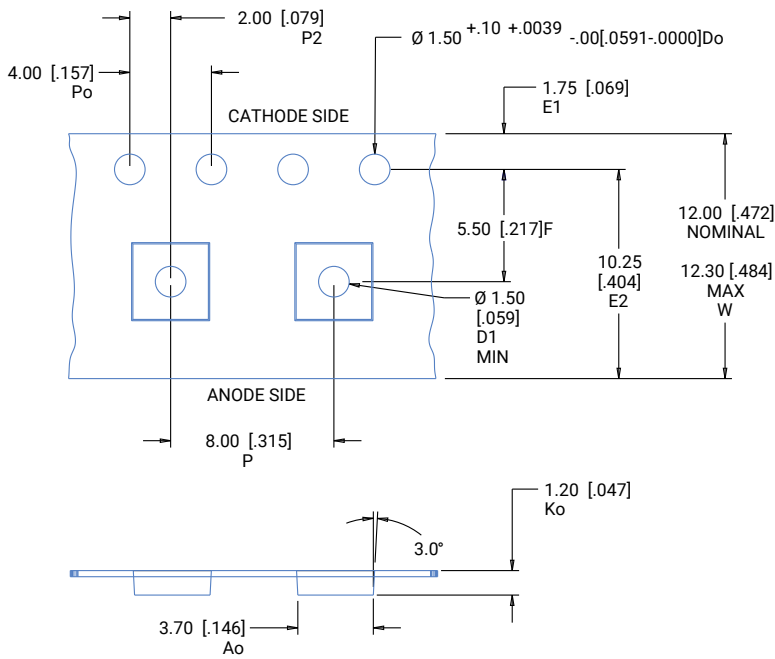 2.00 [.079]
P2
Ø 1.50 +.10 +.0039 -.00[.0591-.0000]Do
4.00 [.157]
Po
1.75 [.069]
E1
CATHODE SIDE
5.50 [.217]F
12.00 [.472]
NOMINAL
12.30 [.484]
MAX
W
10.25
[.404]
E2
Ø 1.50
[.059]
D1
MIN
ANODE SIDE
8.00 [.315]
P
1.20 [.047]
Ko
3.0°
3.70 [.146]
Ao